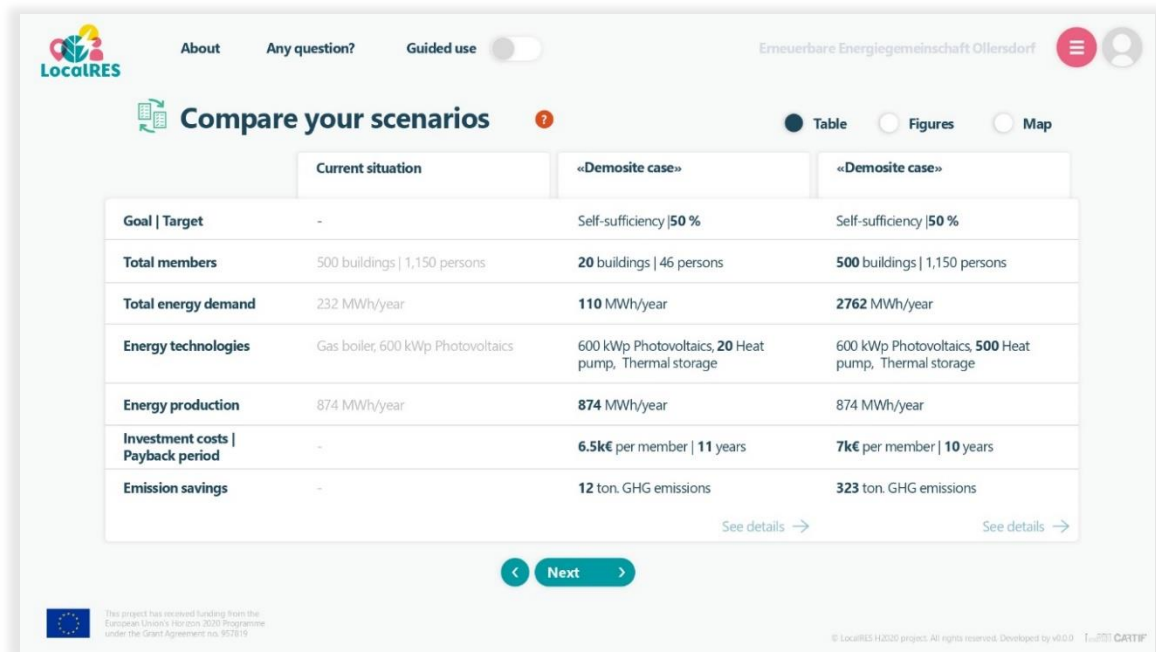 LocalRES
About Any question? Guided use Erneuerbare Energiegemeinschaft Ollersdorf
Compare your scenarios ?
Table Figures Map
Current situation «Demosite case» «Demosite case»
Goal | Target - Self-sufficiency |50 % Self-sufficiency |50 %
Total members 500 buildings | 1,150 persons 20 buildings | 46 persons 500 buildings | 1,150 persons
Total energy demand 232 MWh/year 110 MWh/year 2762 MWh/year
Energy technologies Gas boiler, 600 kWp Photovoltaics 600 kWp Photovoltaics, 20 Heat 600 kWp Photovoltaics, 500 Heat
pump, Thermal storage pump, Thermal storage
Energy production 874 MWh/year 874 MWh/year 874 MWh/year
Investment costs |
Payback period - 6.5k€ per member | 11 years 7k€ per member | 10 years
Emission savings - 12 ton. GHG emissions 323 ton. GHG emissions
See details See details
Next
This project has received funding from the
European Union's Horizon 2020 Programme
under the Grant Agreement no. 957819
© LocalRES H2020 project. All rights reserved. Developed by v0.0.0 CARTIF